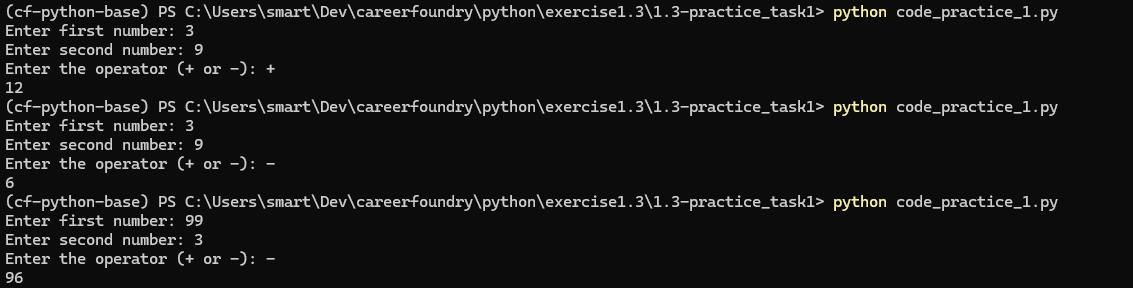 (cf-python-base) PS C:\Users\smart\Dev\careerfoundry\python\exercise1.3\1.3-practice_task1> python code_practice_1.py
Enter first number: 3
Enter second number: 9
Enter the operator (+ or -): +
12
(cf-python-base) PS C:\Users\smart\Dev\careerfoundry\python\exercise1.3\1.3-practice_task1> python code_practice_1.py
Enter first number: 3
Enter second number: 9
Enter the operator (+ or -): -
6
(cf-python-base) PS C:\Users\smart\Dev\careerfoundry\python\exercise1.3\1.3-practice_task1> python code_practice_1.py
Enter first number: 99
Enter second number: 3
Enter the operator (+ or -): -
96